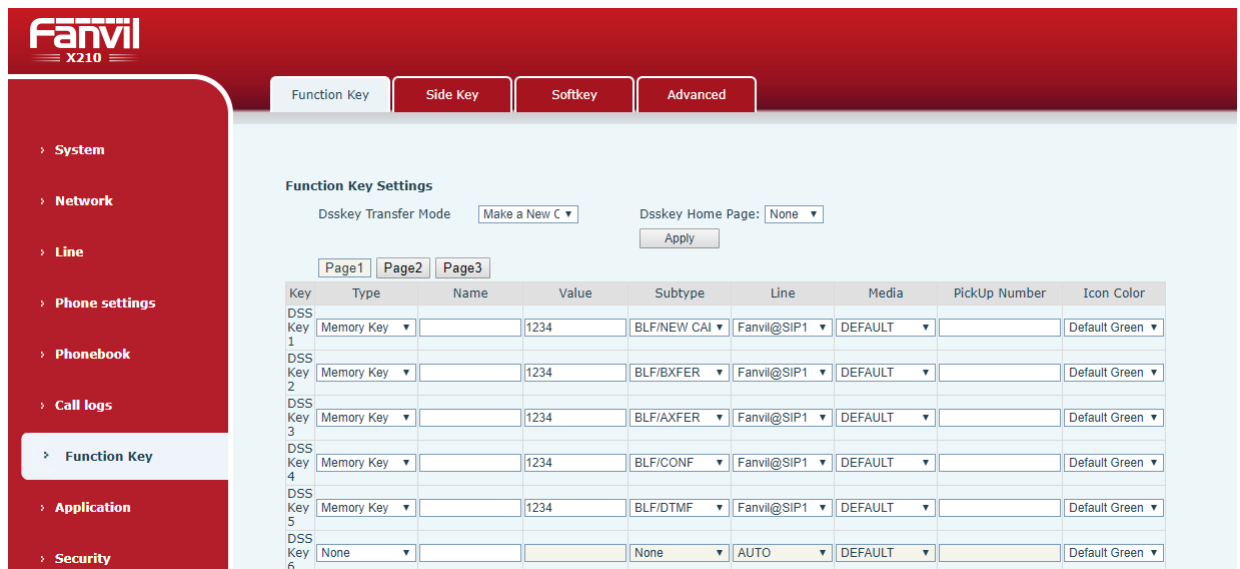 Fanvil
X210
Function Key Side Key Softkey Advanced
System
Network
Line
Phone settings
Phonebook
Call logs
Function Key
Application
Security
Function Key Settings
Dsskey Transfer Mode Make a New C Dsskey Home Page: None
Apply
Page1 Page2 Page3
Key Type Name Value Subtype Line Media PickUp Number Icon Color
DSS Key 1 Memory Key 1234 BLF/NEW CAI Fanvil@SIP1 DEFAULT Default Green
DSS Key 2 Memory Key 1234 BLF/BXFER Fanvil@SIP1 DEFAULT Default Green
DSS Key 3 Memory Key 1234 BLF/AXFER Fanvil@SIP1 DEFAULT Default Green
DSS Key 4 Memory Key 1234 BLF/CONF Fanvil@SIP1 DEFAULT Default Green
DSS Key 5 Memory Key 1234 BLF/DTMF Fanvil@SIP1 DEFAULT Default Green
DSS Key 6 None None AUTO DEFAULT Default Green